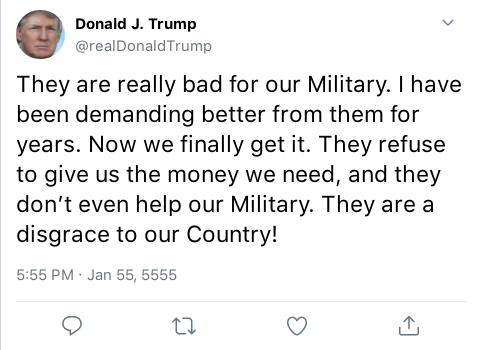 Donald J. Trump
@realDonaldTrump
They are really bad for our Military. I have
been demanding better from them for
years. Now we finally get it. They refuse
to give us the money we need, and they
don’t even help our Military. They are a
disgrace to our Country!
5:55 PM · Jan 55, 5555